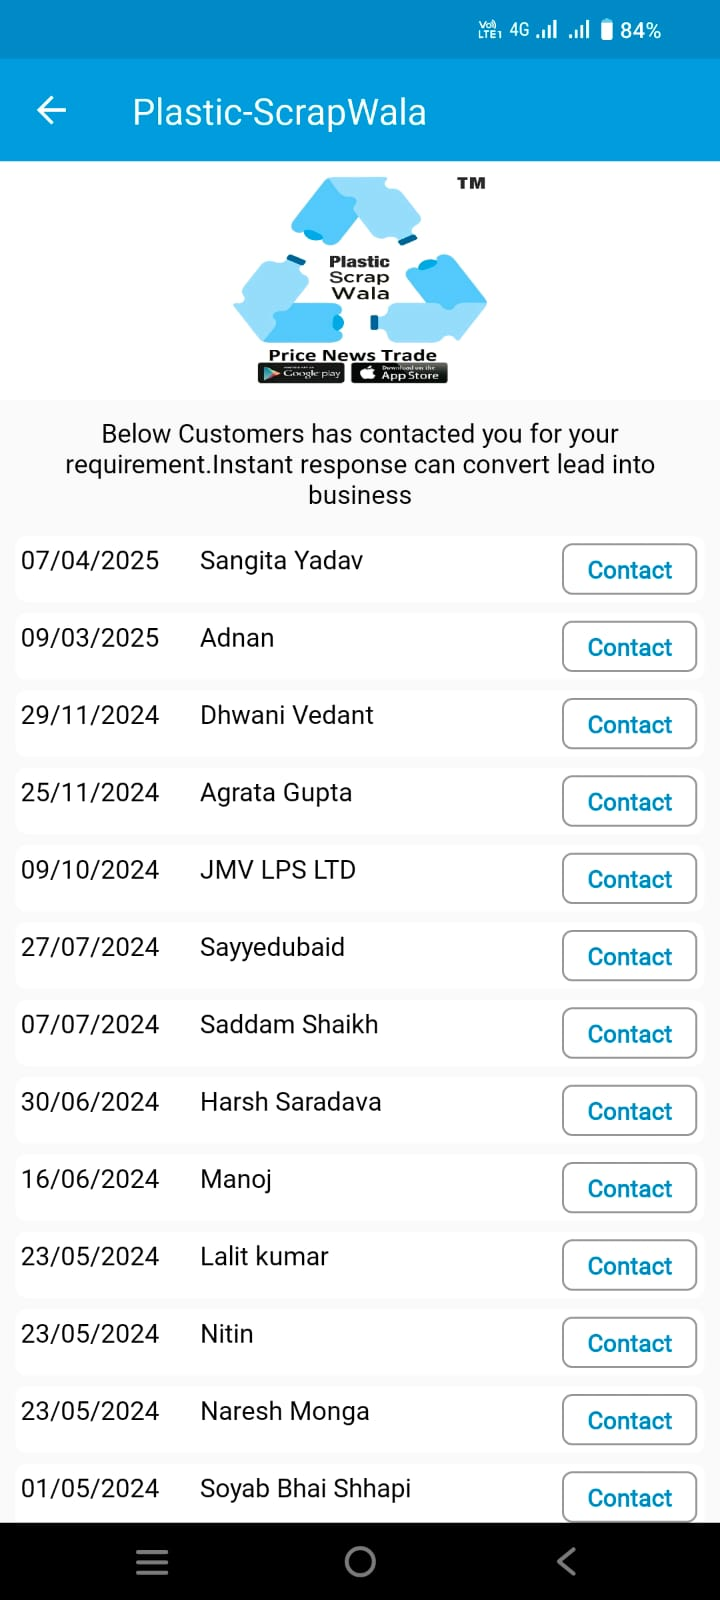 Vo)) 4G 84%
LTE1
Plastic-ScrapWala
TM
Plastic
Scrap
Wala
Price News Trade
Google play
Download on the
App Store
Below Customers has contacted you for your
requirement.Instant response can convert lead into
business
07/04/2025 Sangita Yadav Contact
09/03/2025 Adnan Contact
29/11/2024 Dhwani Vedant Contact
25/11/2024 Agrata Gupta Contact
09/10/2024 JMV LPS LTD Contact
27/07/2024 Sayyedubaid Contact
07/07/2024 Saddam Shaikh Contact
30/06/2024 Harsh Saradava Contact
16/06/2024 Manoj Contact
23/05/2024 Lalit kumar Contact
23/05/2024 Nitin Contact
23/05/2024 Naresh Monga Contact
01/05/2024 Soyab Bhai Shhapi Contact